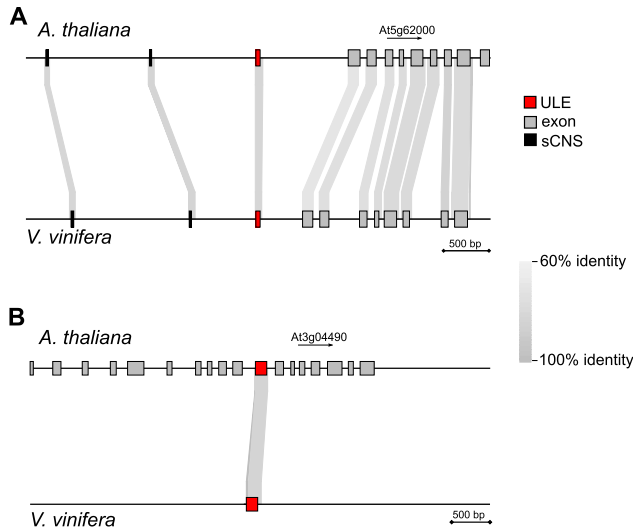 A
A. thaliana
At5g62000
ULE
exon
sCNS
V. vinifera
500 bp
60% identity
100% identity
B
A. thaliana
At3g04490
V. vinifera
500 bp